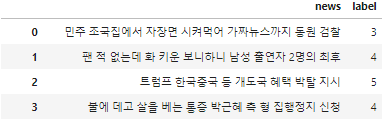 news label
0 민주 조국집에서 자장면 시켜먹어 가짜뉴스까지 동원 검찰 3
1 팬 적 없는데 화 키운 보니하니 남성 출연자 2명의 최후 4
2 트럼프 한국중국 등 개도국 혜택 박탈 지시 5
3 불에 데고 살을 베는 통증 박근혜 측 형 집행정지 신청 4